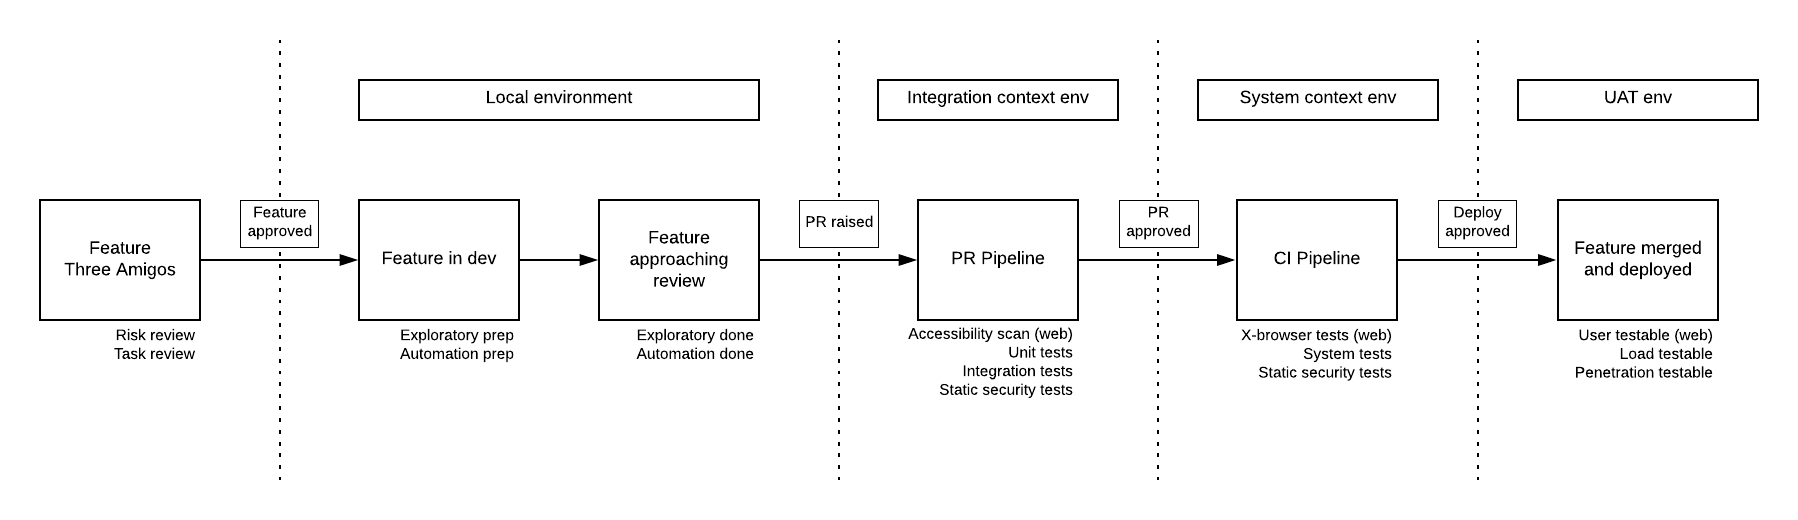 Local environment
Integration context env
System context env
UAT env
Feature
Three Amigos
Feature
approved
Feature in dev
Feature
approaching
review
PR raised
PR Pipeline
PR
approved
CI Pipeline
Deploy
approved
Feature merged
and deployed
Risk review
Task review
Exploratory prep
Automation prep
Exploratory done
Automation done
Accessibility scan (web)
Unit tests
Integration tests
Static security tests
X-browser tests (web)
System tests
Static security tests
User testable (web)
Load testable
Penetration testable